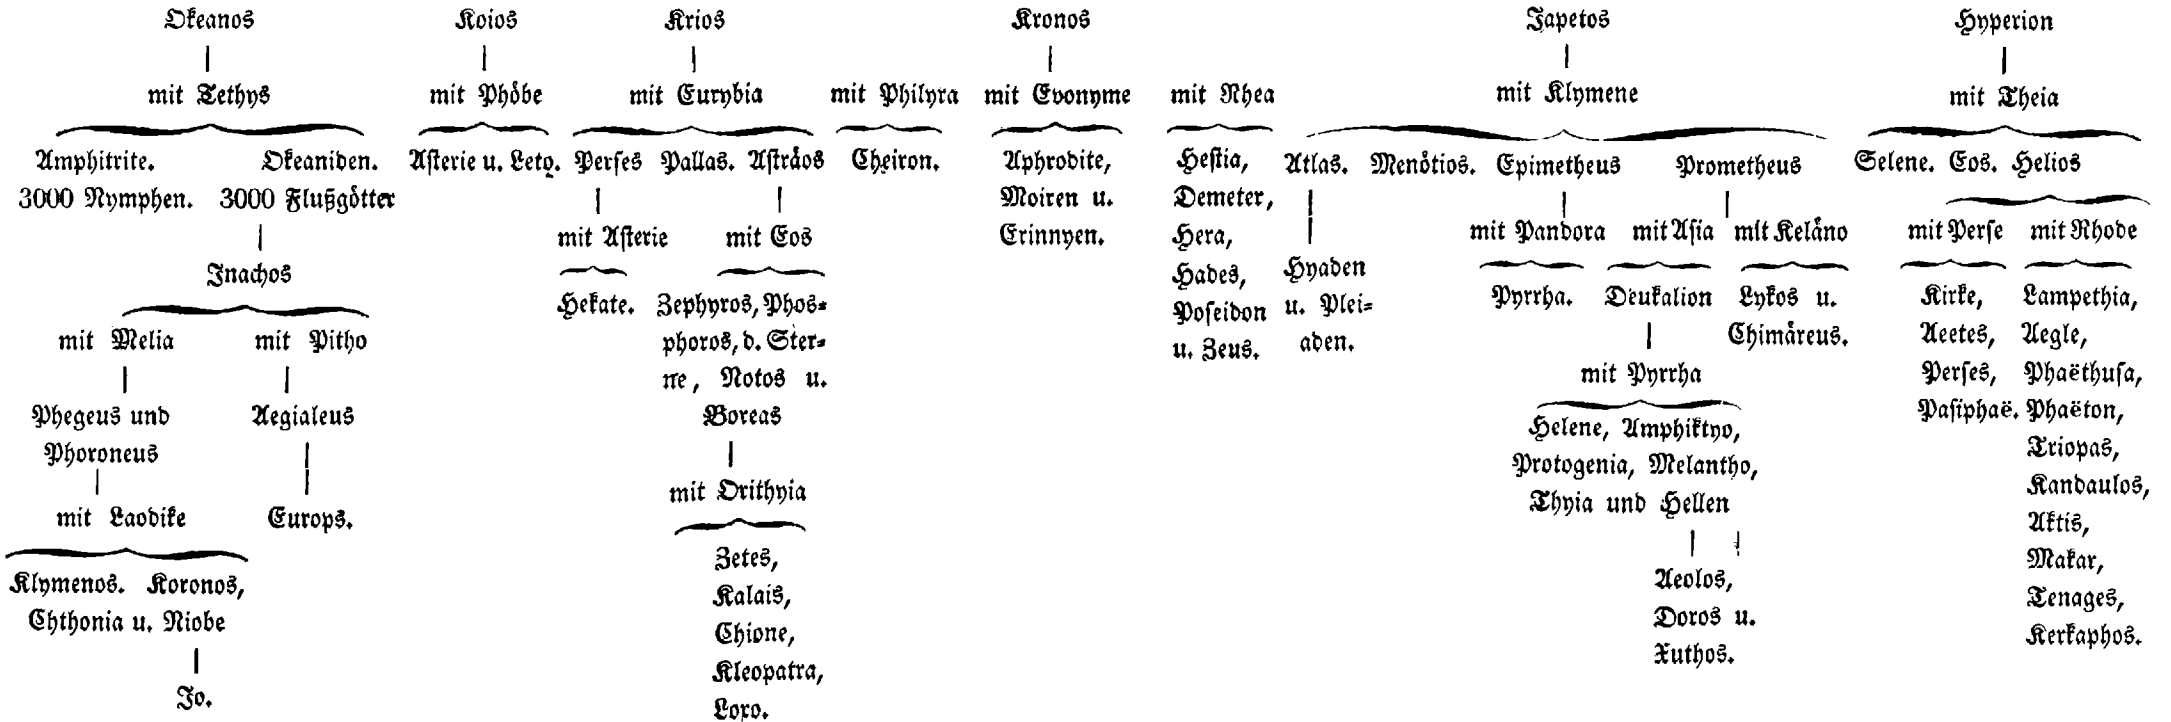 Okeanos Koios Krios Kronos Japetos Hyperion
mit Tethys mit Phöbe mit Eurybia mit Philyra mit Evonyme mit Rhea mit Klymene mit Theia
Amphitrite. Okeaniden. Asterie u. Leto. Perses Pallas. Asträos Cheiron. Aphrodite, Hestia, Atlas. Menötios. Epimetheus Prometheus Selene. Eos. Helios
3000 Nymphen. 3000 Flußgötter Moiren u. Demeter,
mit Asterie mit Eos Erinnyen. Hera, mit Pandora mit Asia mit Keläno mit Perse mit Rhode
Inachos Hades, Hyaden
Hekate. Zephyros, Phos- Poseidon u. Plei- Pyrrha. Deukalion Lykos u. Kirke, Lampethia,
mit Melia mit Pitho phoros, d. Ster- u. Zeus. aden. Chimäreus. Aeetes, Aegle,
ne, Notos u. mit Pyrrha Perses, Phaëthusa,
Phegeus und Aegialeus Boreas Helene, Amphiktyo, Pasiphaë. Phaëton,
Phoroneus Protogenia, Melantho, Triopas,
mit Orithyia Thyia und Hellen Kandaulos,
mit Laodike Europs. Aktis,
Zetes, Makar,
Klymenos. Koronos, Kalais, Aeolos, Tenages,
Chthonia u. Niobe Chione, Doros u. Kerkaphos.
Kleopatra, Xuthos.
Jo. Loxo.